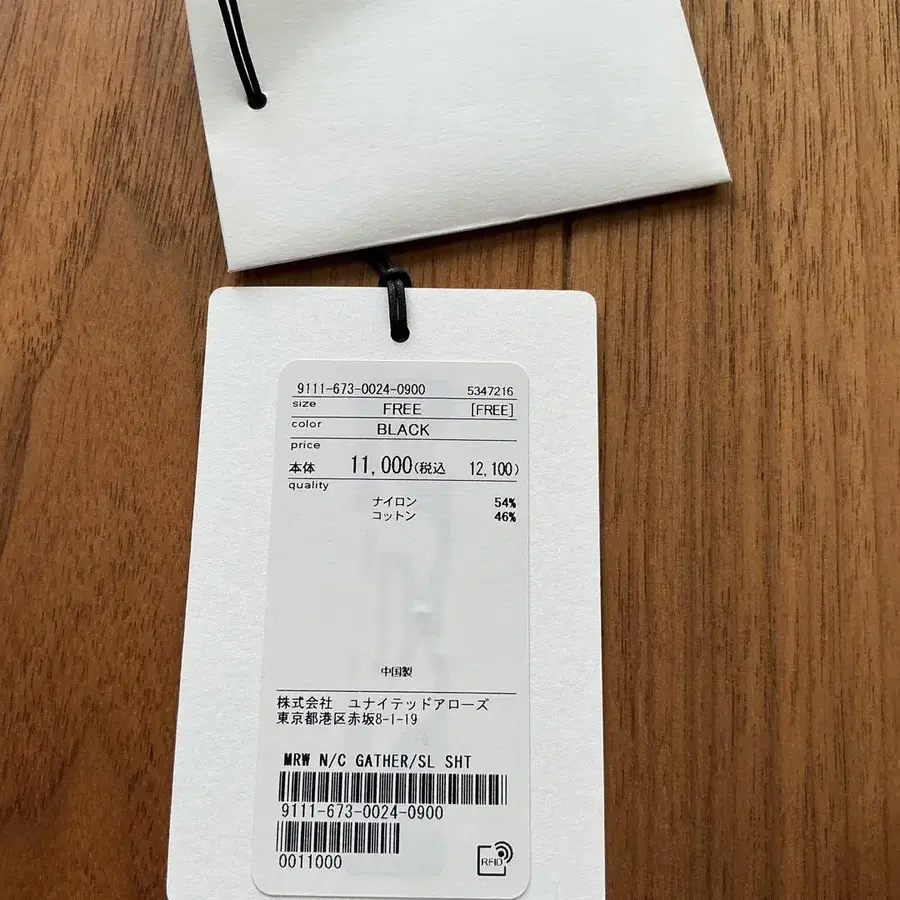 9111-673-0024-0900 5347216
size FREE [FREE]
color BLACK
price
本体 11,000(税込 12,100)
quality
ナイロン 54%
コットン 46%
中国製
株式会社 ユナイテッドアローズ
東京都港区赤坂8-1-19
MRW N/C GATHER/SL SHT
9111-673-0024-0900
0011000
RFID